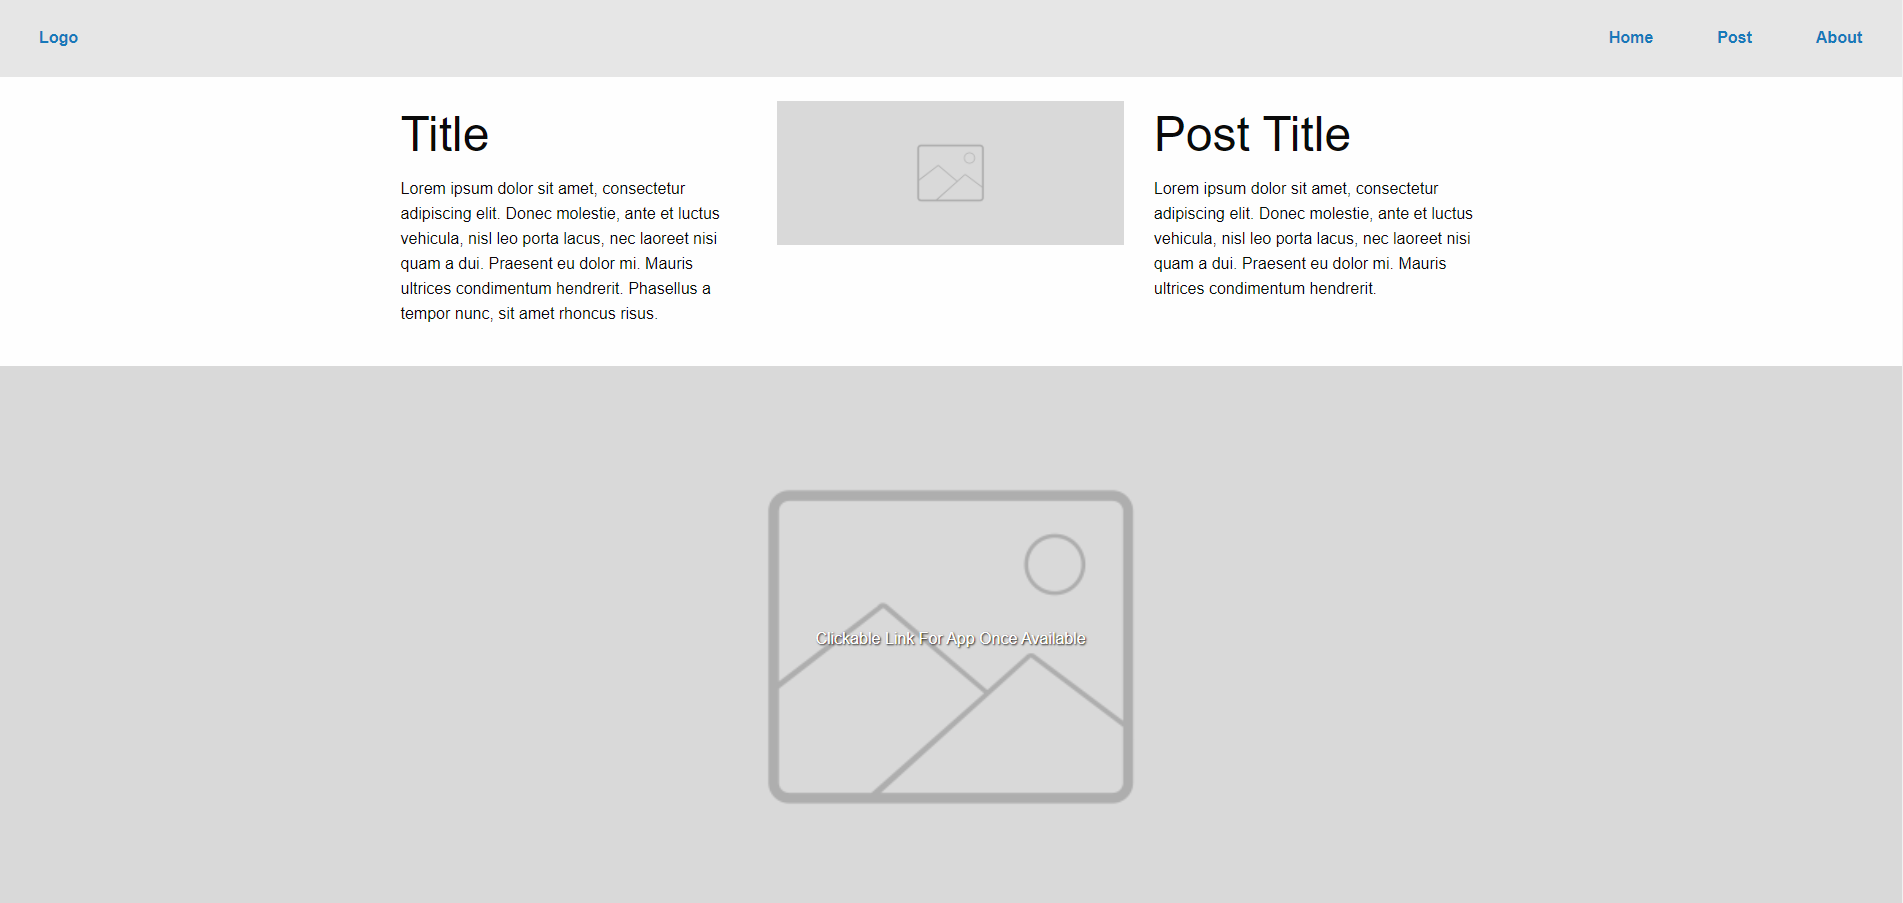 Logo
Home
Post
About
Title
Lorem ipsum dolor sit amet, consectetur
adipiscing elit. Donec molestie, ante et luctus
vehicula, nisl leo porta lacus, nec laoreet nisi
quam a dui. Praesent eu dolor mi. Mauris
ultrices condimentum hendrerit. Phasellus a
tempor nunc, sit amet rhoncus risus.
Post Title
Lorem ipsum dolor sit amet, consectetur
adipiscing elit. Donec molestie, ante et luctus
vehicula, nisl leo porta lacus, nec laoreet nisi
quam a dui. Praesent eu dolor mi. Mauris
ultrices condimentum hendrerit.
Clickable Link For App Once Available